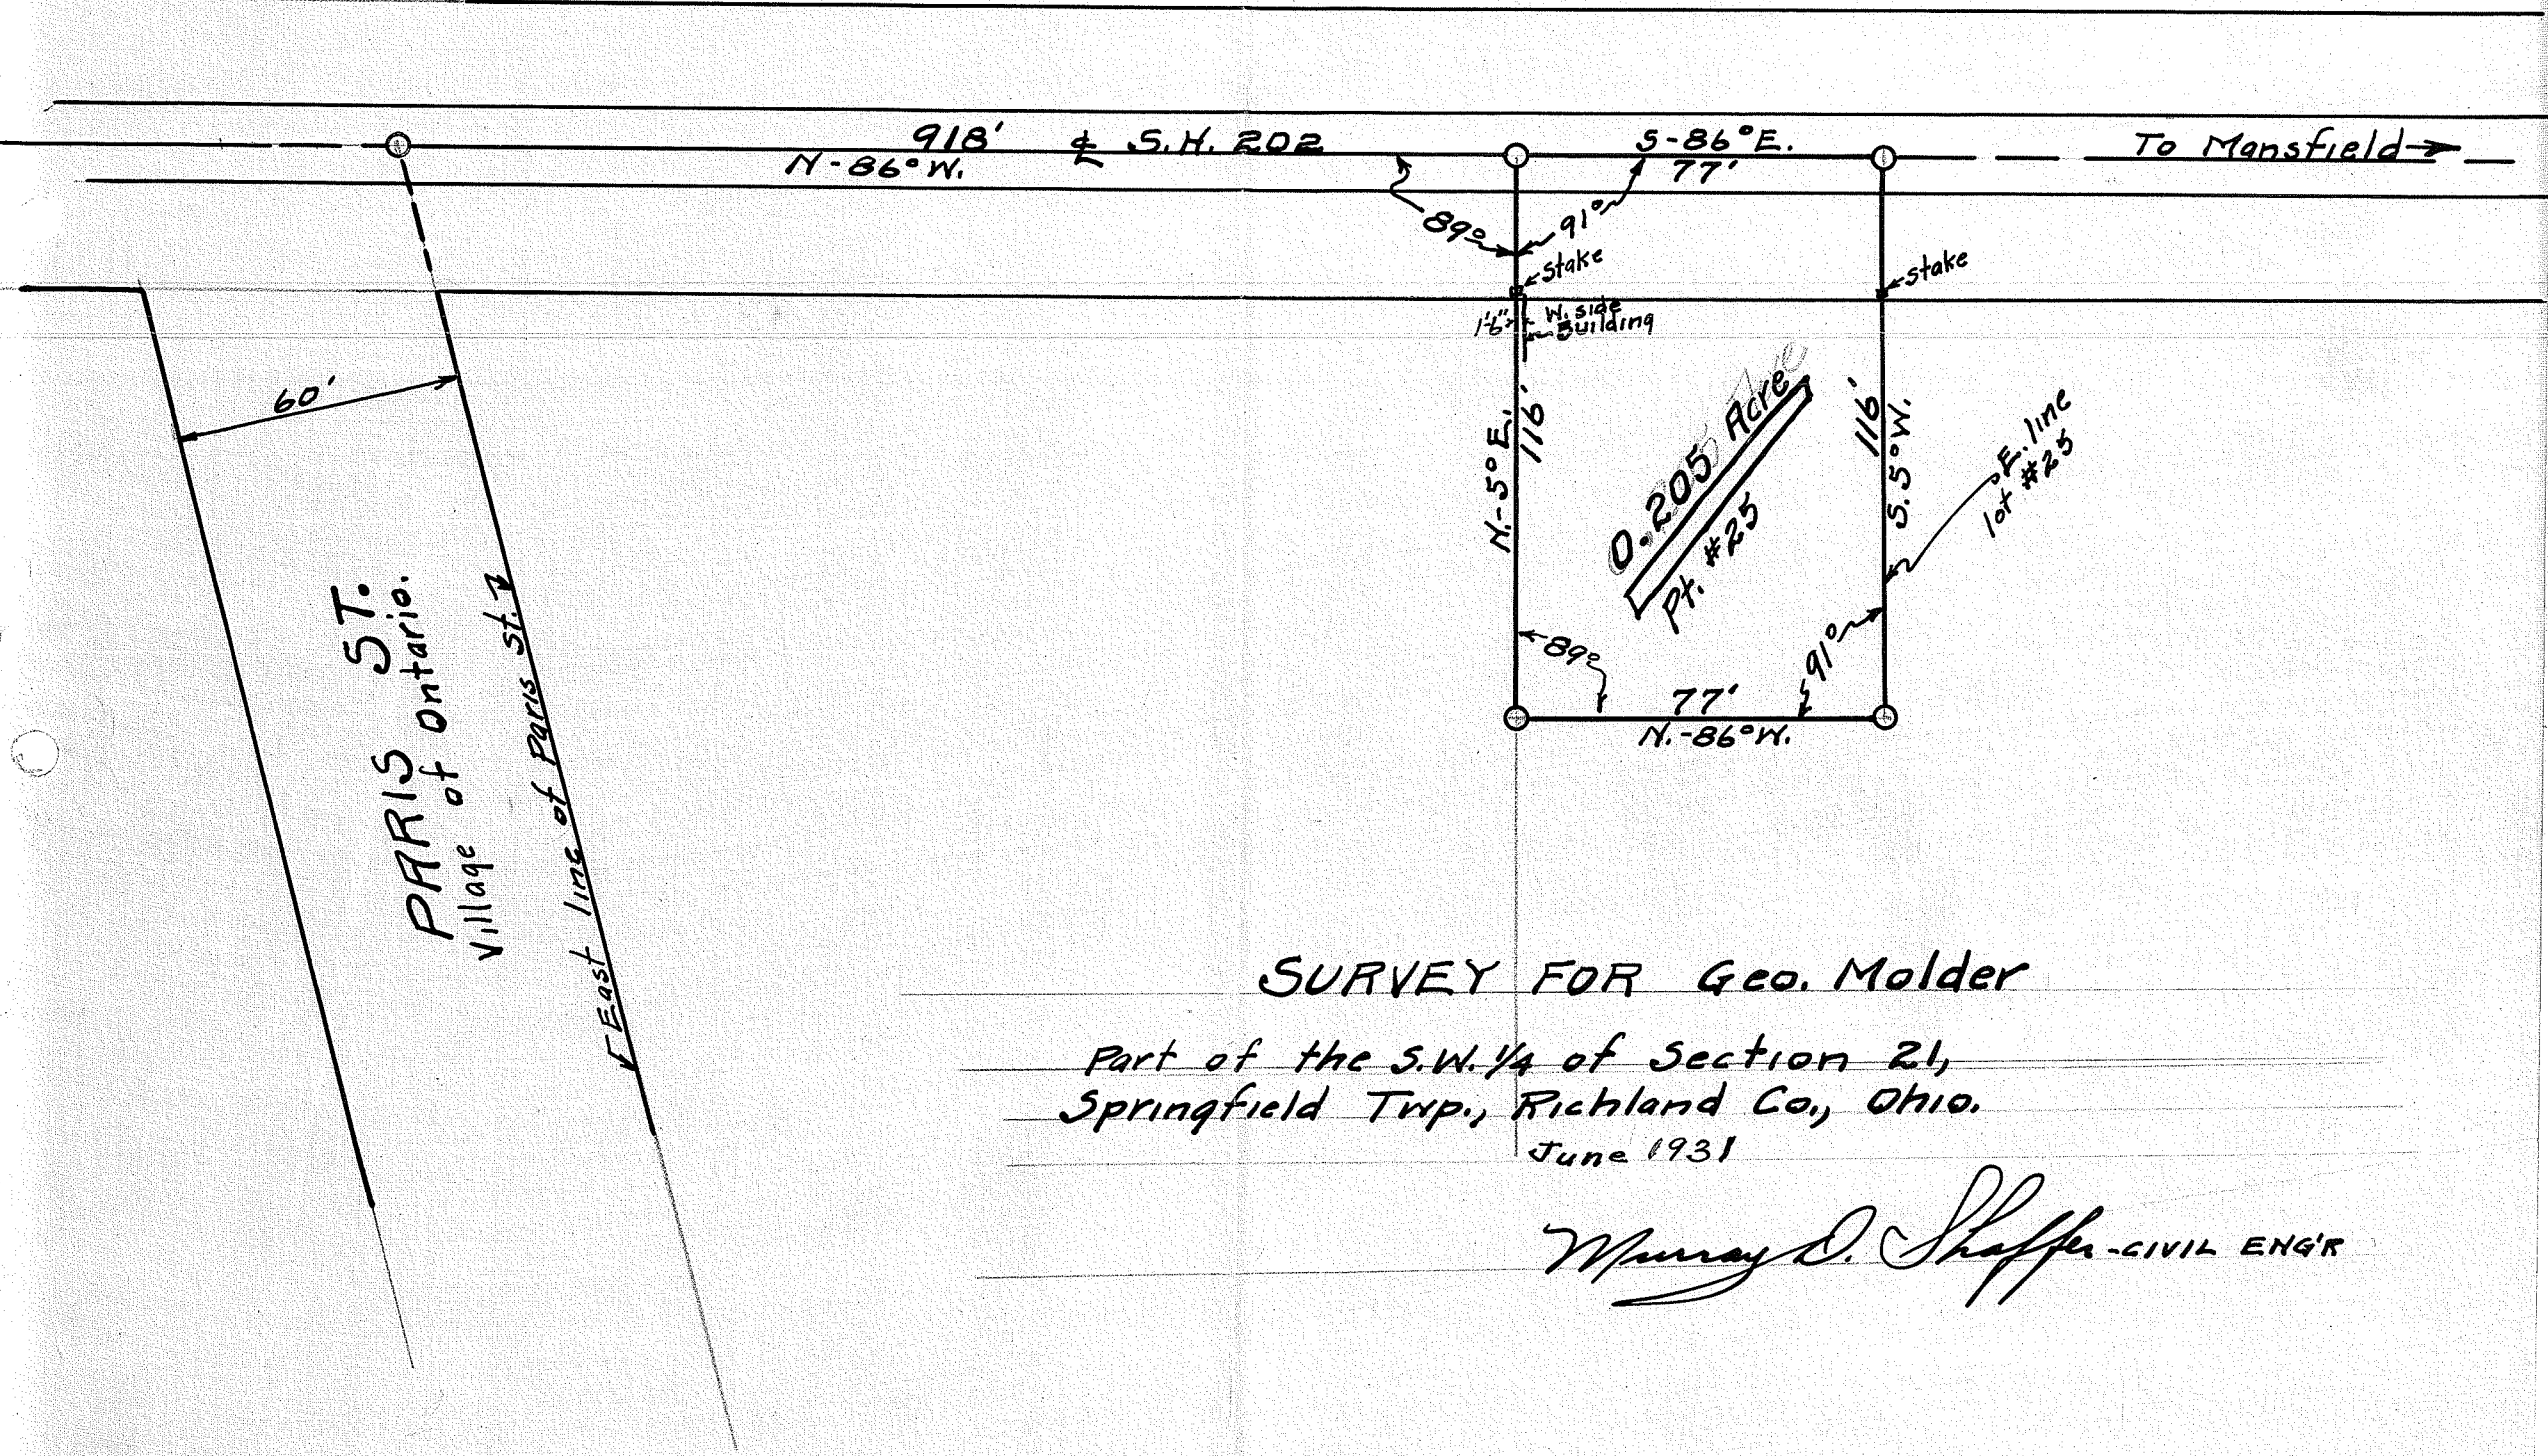 918' ℄ S.H. 202
N-86°W.
S-86°E.
77'
To Mansfield
89°
91°
stake
stake
1'6"
W. side
Building
N.-5°E.
116'
116'
S.5°W.
E. line
lot #25
0.205 Acre
Pt. #25
89°
91°
77'
N.-86°W.
60'
PARIS ST.
Village of Ontario.
East line of Paris St.
SURVEY FOR Geo. Molder
Part of the S.W. 1/4 of Section 21,
Springfield Twp., Richland Co., Ohio.
June 1931
Murray D. Shaffer -CIVIL ENG'R